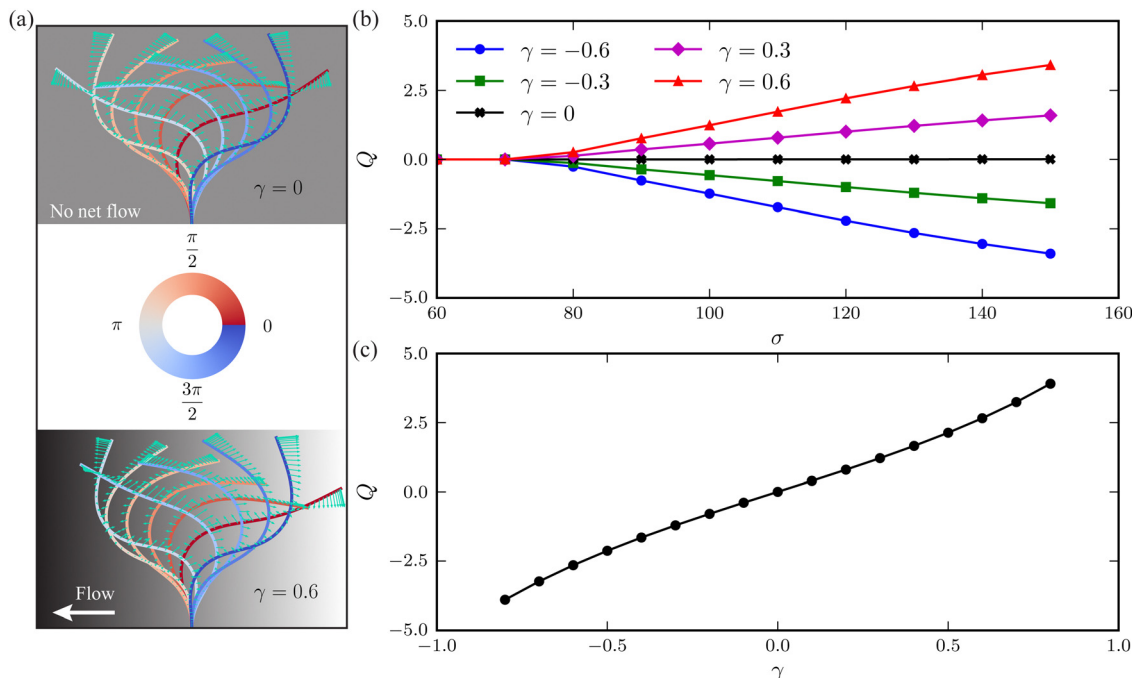 (a)
γ = 0
No net flow
π/2
π
0
3π/2
Flow
γ = 0.6
(b)
5.0
2.5
0.0
−2.5
−5.0
Q
γ = −0.6
γ = −0.3
γ = 0
γ = 0.3
γ = 0.6
60
80
100
120
140
160
σ
(c)
5.0
2.5
0.0
−2.5
−5.0
Q
−1.0
−0.5
0.0
0.5
1.0
γ